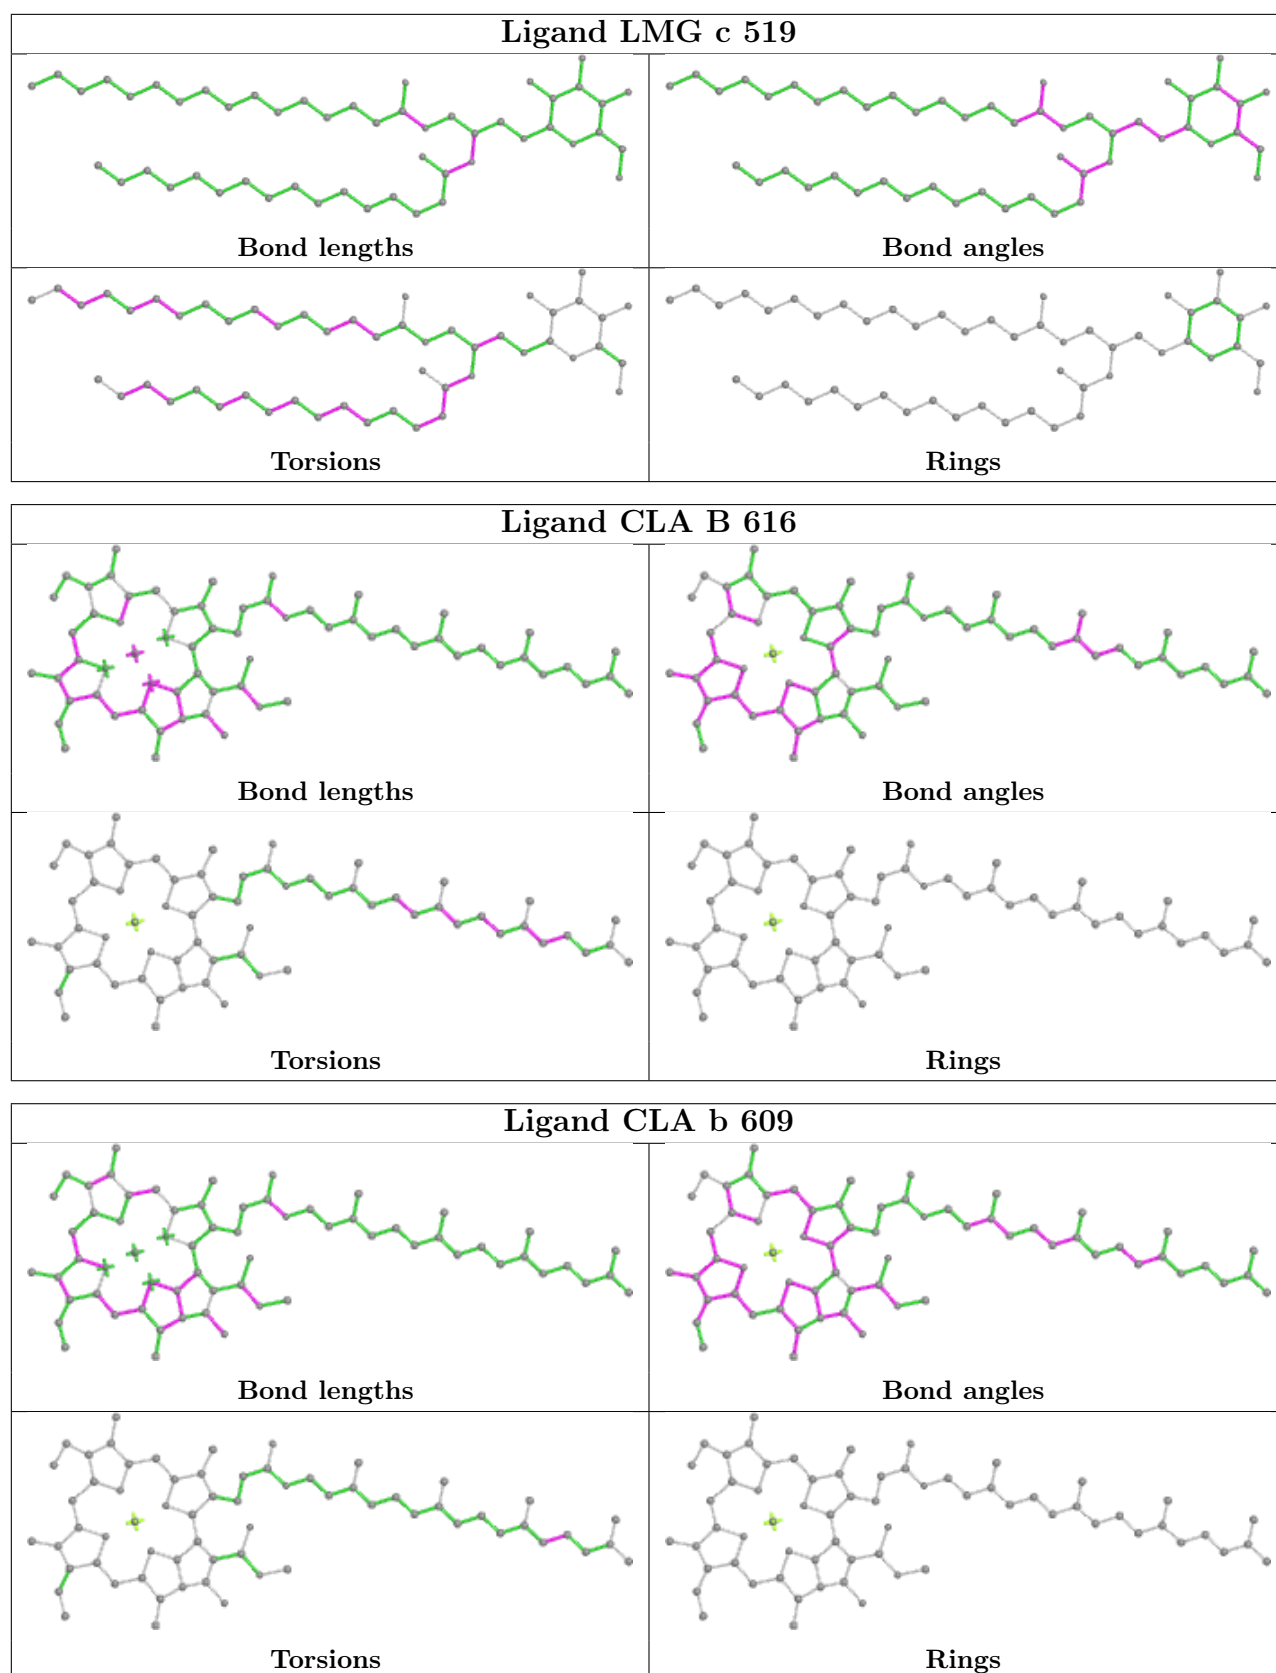 Ligand LMG c 519
Bond lengths
Bond angles
Torsions
Rings
Ligand CLA B 616
Bond lengths
Bond angles
Torsions
Rings
Ligand CLA b 609
Bond lengths
Bond angles
Torsions
Rings